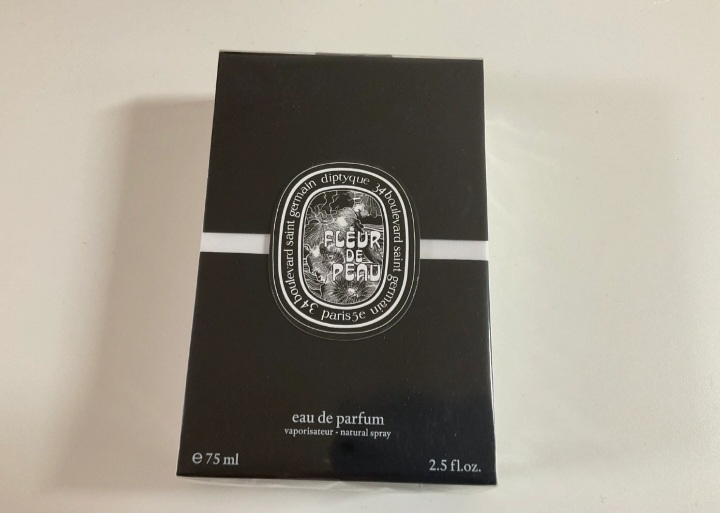 diptyque 34 boulevard saint germain paris 5e 34 boulevard saint germain
FLEUR
DE
PEAU
eau de parfum
vaporisateur - natural spray
e 75 ml
2.5 fl.oz.